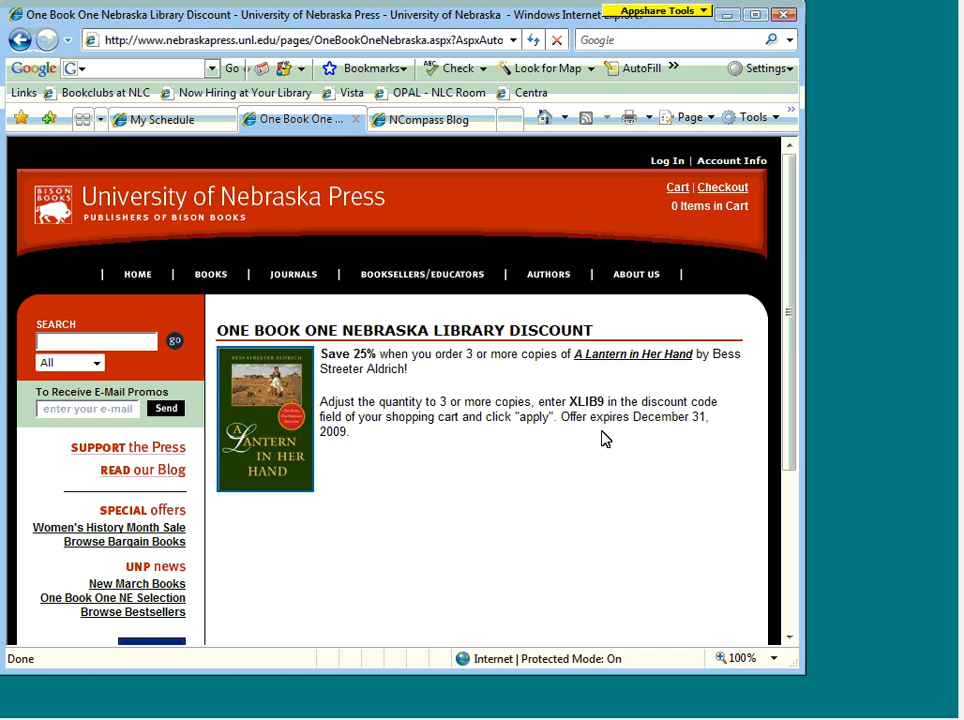 One Book One Nebraska Library Discount - University of Nebraska Press - University of Nebraska - Windows Internet Explorer
Appshare Tools
http://www.nebraskapress.unl.edu/pages/OneBookOneNebraska.aspx?AspxAuto
Google
Google G Go Bookmarks Check Look for Map AutoFill Settings
Links Bookclubs at NLC Now Hiring at Your Library Vista OPAL - NLC Room Centra
My Schedule One Book One ... NCompass Blog Page Tools
Log In | Account Info
BISON
BOOKS
University of Nebraska Press
PUBLISHERS OF BISON BOOKS
Cart | Checkout
0 Items in Cart
| HOME | BOOKS | JOURNALS | BOOKSELLERS/EDUCATORS | AUTHORS | ABOUT US |
SEARCH
go
All
To Receive E-Mail Promos
enter your e-mail Send
SUPPORT the Press
READ our Blog
SPECIAL offers
Women's History Month Sale
Browse Bargain Books
UNP news
New March Books
One Book One NE Selection
Browse Bestsellers
ONE BOOK ONE NEBRASKA LIBRARY DISCOUNT
BESS STREETER ALDRICH
A
LANTERN
IN HER
HAND
Save 25% when you order 3 or more copies of A Lantern in Her Hand by Bess
Streeter Aldrich!
Adjust the quantity to 3 or more copies, enter XLIB9 in the discount code
field of your shopping cart and click "apply". Offer expires December 31,
2009.
Done Internet | Protected Mode: On 100%